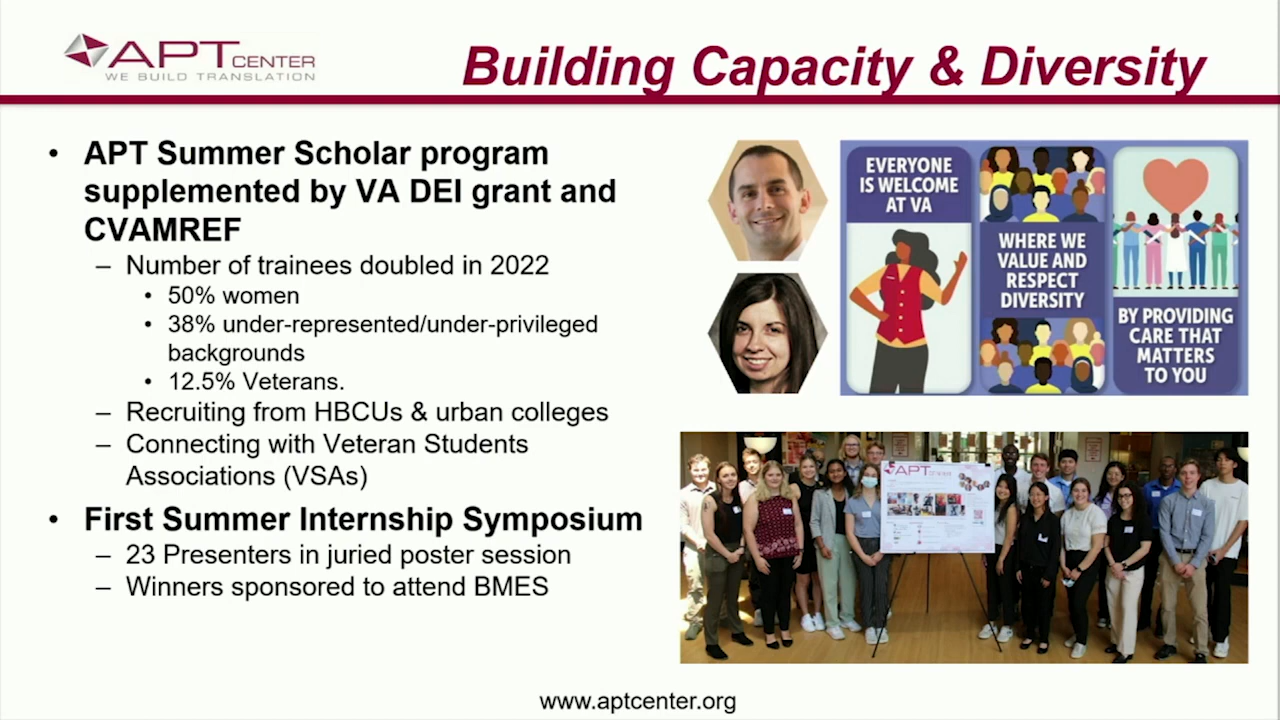 APT CENTER
WE BUILD TRANSLATION
Building Capacity & Diversity
• APT Summer Scholar program
supplemented by VA DEI grant and
CVAMREF
– Number of trainees doubled in 2022
• 50% women
• 38% under-represented/under-privileged
backgrounds
• 12.5% Veterans.
– Recruiting from HBCUs & urban colleges
– Connecting with Veteran Students
Associations (VSAs)
• First Summer Internship Symposium
– 23 Presenters in juried poster session
– Winners sponsored to attend BMES
EVERYONE
IS WELCOME
AT VA
WHERE WE
VALUE AND
RESPECT
DIVERSITY
BY PROVIDING
CARE THAT
MATTERS
TO YOU
APT
www.aptcenter.org